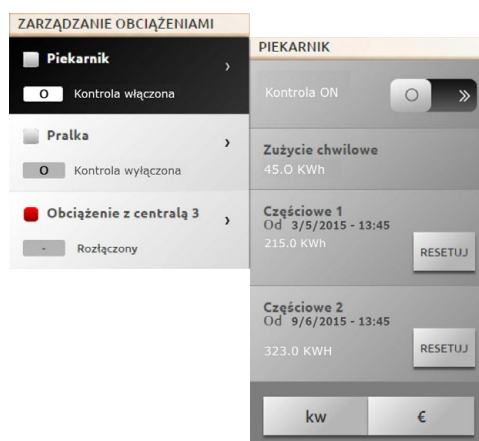 ZARZĄDZANIE OBCIĄŻENIAMI
Piekarnik
O Kontrola włączona
Pralka
O Kontrola wyłączona
Obciążenie z centralą 3
- Rozłączony
PIEKARNIK
Kontrola ON
Zużycie chwilowe
45.0 KWh
Częściowe 1
Od 3/5/2015 - 13:45
215.0 KWh
RESETUJ
Częściowe 2
Od 9/6/2015 - 13:45
323.0 KWH
RESETUJ
kw €